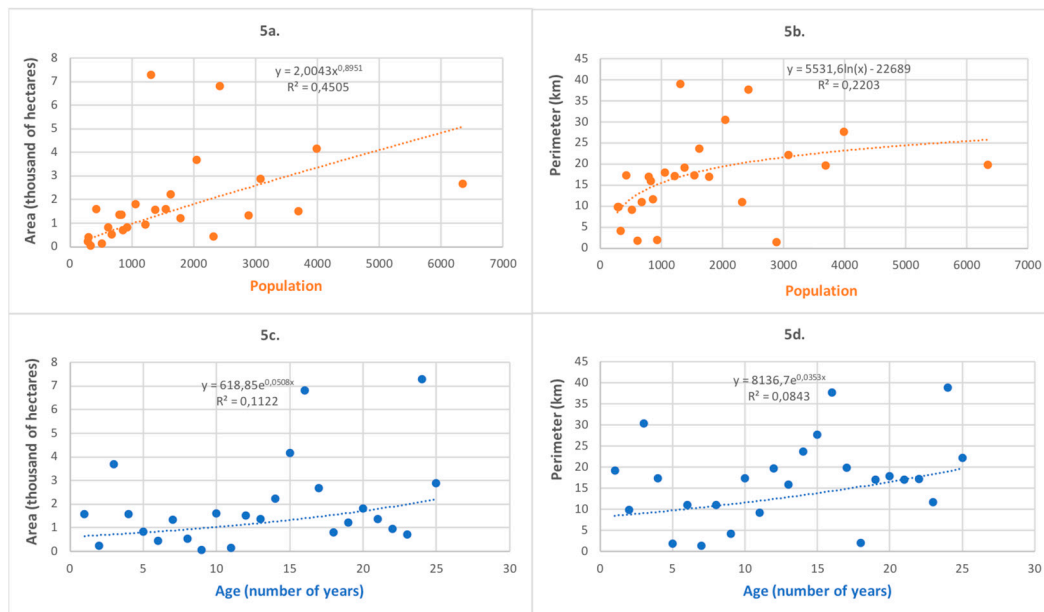 5a.
y = 2,0043x^0,8951
R² = 0,4505
Area (thousand of hectares)
8
7
6
5
4
3
2
1
0
0 1000 2000 3000 4000 5000 6000 7000
Population
5b.
y = 5531,6ln(x) - 22689
R² = 0,2203
Perimeter (km)
45
40
35
30
25
20
15
10
5
0
0 1000 2000 3000 4000 5000 6000 7000
Population
5c.
y = 618,85e^0,0508x
R² = 0,1122
Area (thousand of hectares)
8
7
6
5
4
3
2
1
0
0 5 10 15 20 25 30
Age (number of years)
5d.
y = 8136,7e^0,0353x
R² = 0,0843
Perimeter (km)
45
40
35
30
25
20
15
10
5
0
0 5 10 15 20 25 30
Age (number of years)